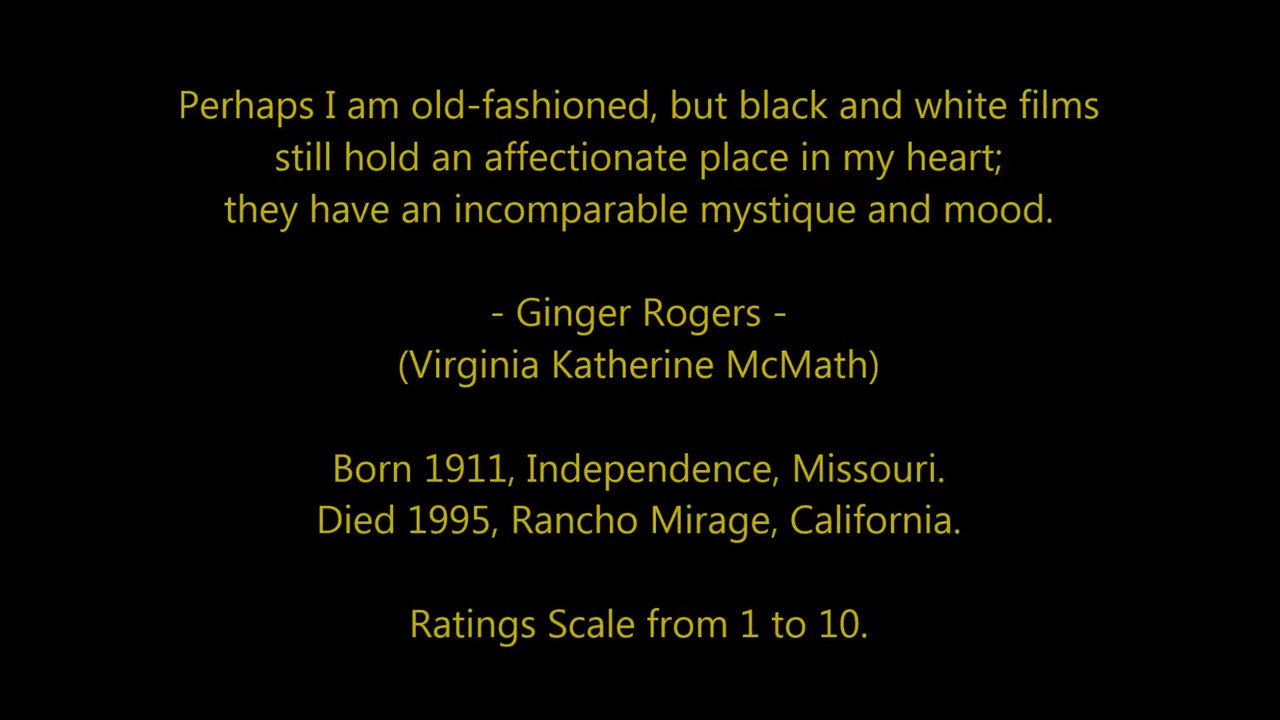 Perhaps I am old-fashioned, but black and white films
still hold an affectionate place in my heart;
they have an incomparable mystique and mood.
- Ginger Rogers -
(Virginia Katherine McMath)
Born 1911, Independence, Missouri.
Died 1995, Rancho Mirage, California.
Ratings Scale from 1 to 10.